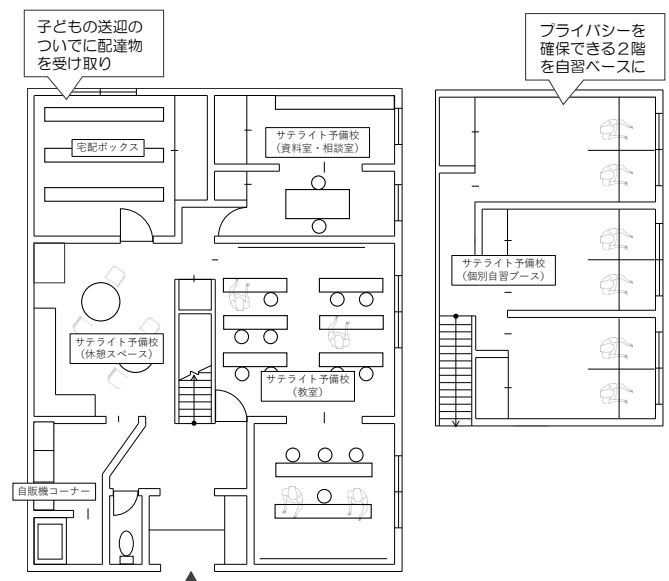 子どもの送迎の
ついでに配達物
を受け取り
プライバシーを
確保できる２階
を自習ベースに
宅配ボックス
サテライト予備校
（資料室・相談室）
サテライト予備校
（個別自習ブース）
サテライト予備校
（休憩スペース）
サテライト予備校
（教室）
自販機コーナー